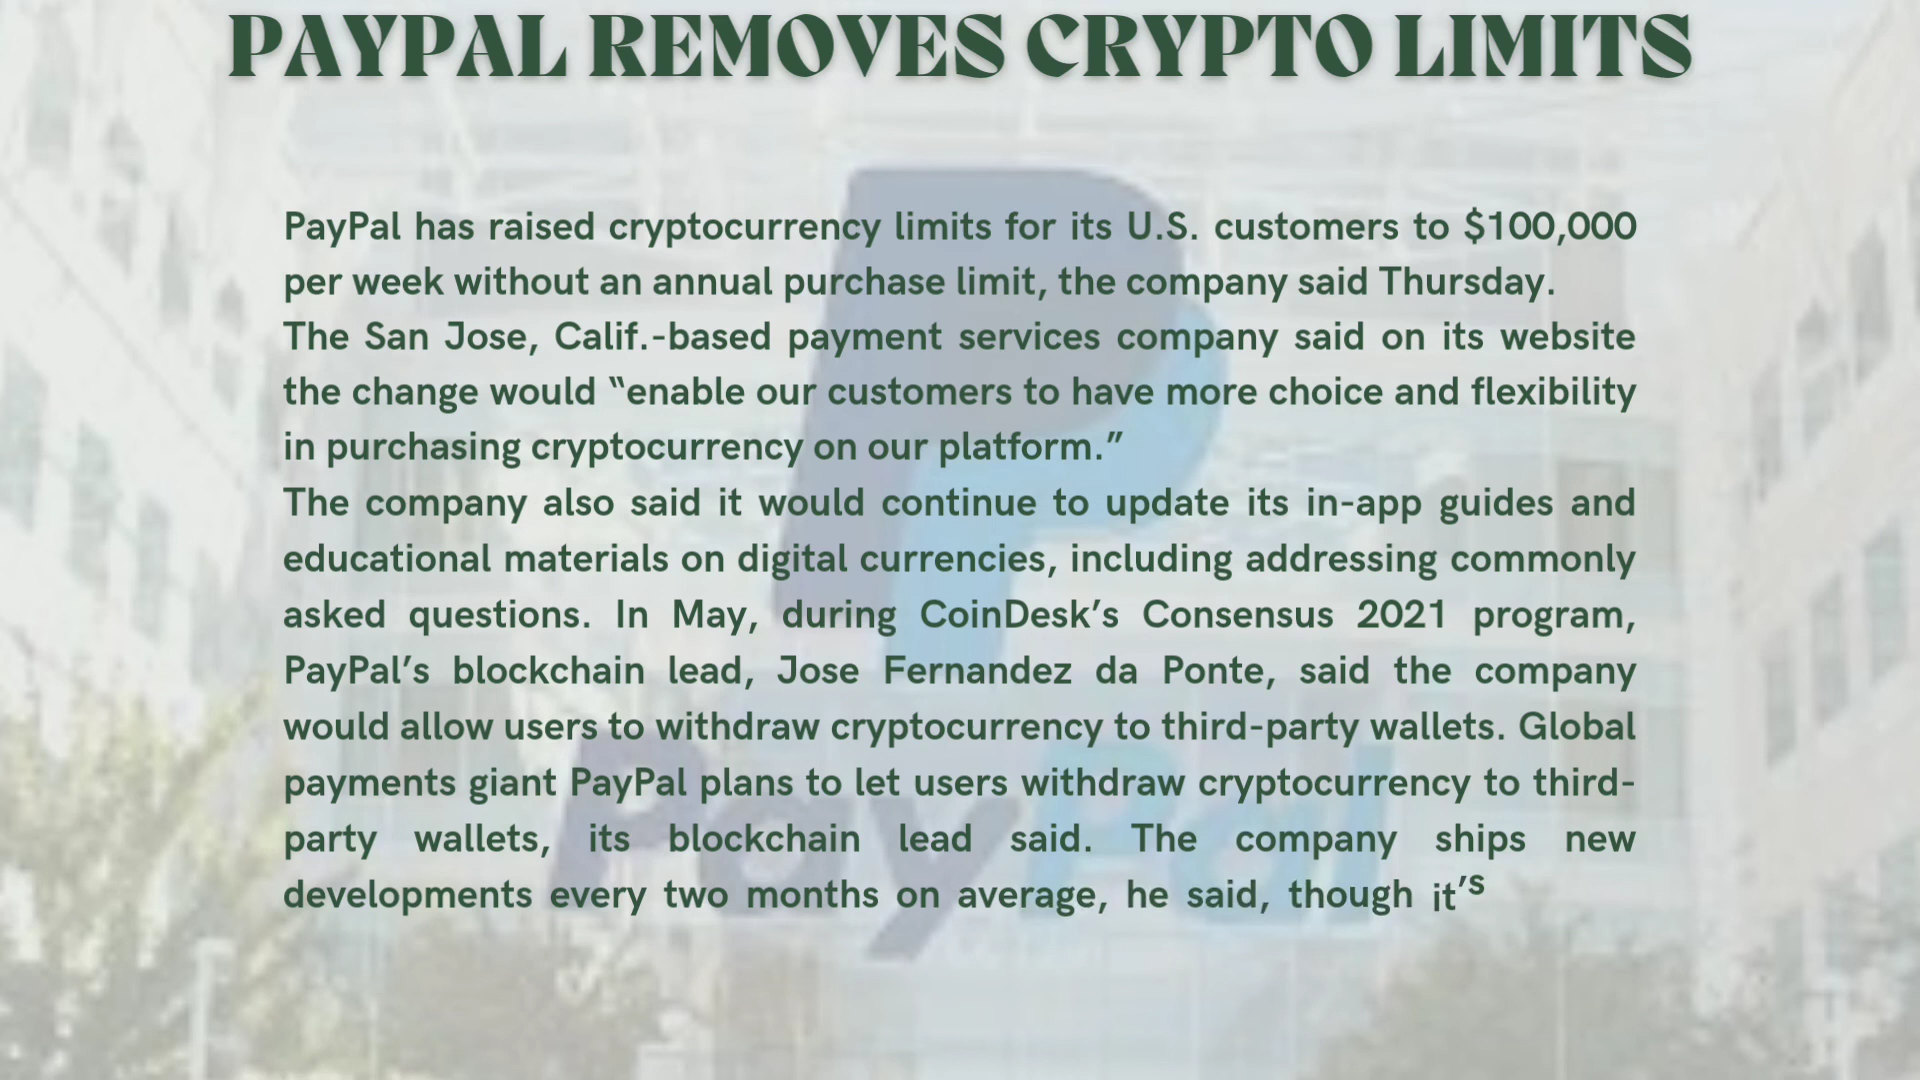 PAYPAL REMOVES CRYPTO LIMITS
PayPal has raised cryptocurrency limits for its U.S. customers to $100,000
per week without an annual purchase limit, the company said Thursday.
The San Jose, Calif.-based payment services company said on its website
the change would “enable our customers to have more choice and flexibility
in purchasing cryptocurrency on our platform.”
The company also said it would continue to update its in-app guides and
educational materials on digital currencies, including addressing commonly
asked questions. In May, during CoinDesk’s Consensus 2021 program,
PayPal’s blockchain lead, Jose Fernandez da Ponte, said the company
would allow users to withdraw cryptocurrency to third-party wallets. Global
payments giant PayPal plans to let users withdraw cryptocurrency to third-
party wallets, its blockchain lead said. The company ships new
developments every two months on average, he said, though it’s
PayPal